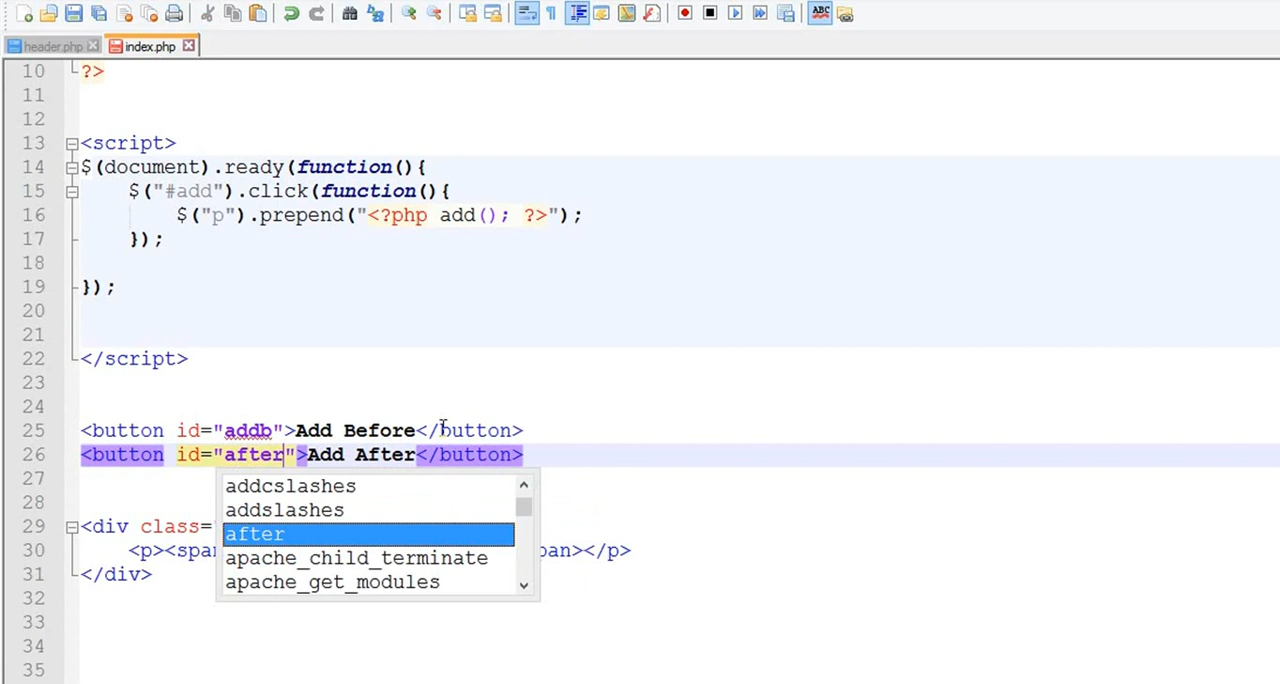 header.php index.php
10 ?>
11
12
13 <script>
14 $(document).ready(function(){
15 $("#add").click(function(){
16 $("p").prepend("<?php add(); ?>");
17 });
18
19 });
20
21
22 </script>
23
24
25 <button id="addb">Add Before</button>
26 <button id="after">Add After</button>
27 addcslashes
28 addslashes
29 <div class=
after
30 <p><span pan></p>
apache_child_terminate
31 </div>
apache_get_modules
32
33
34
35
ABC